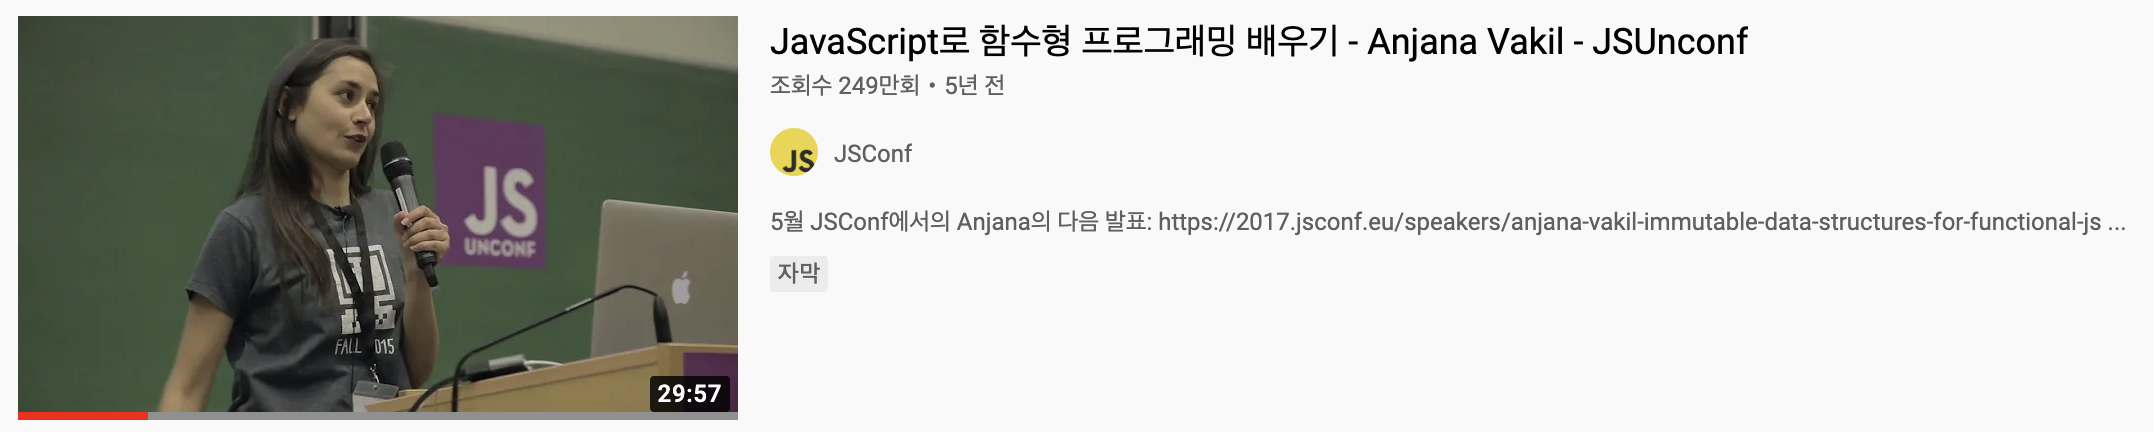 JavaScript로 함수형 프로그래밍 배우기 - Anjana Vakil - JSUnconf
조회수 249만회 • 5년 전
JS
JSConf
5월 JSConf에서의 Anjana의 다음 발표: https://2017.jsconf.eu/speakers/anjana-vakil-immutable-data-structures-for-functional-js ...
자막
JS
UNCONF
FALL 2015
29:57